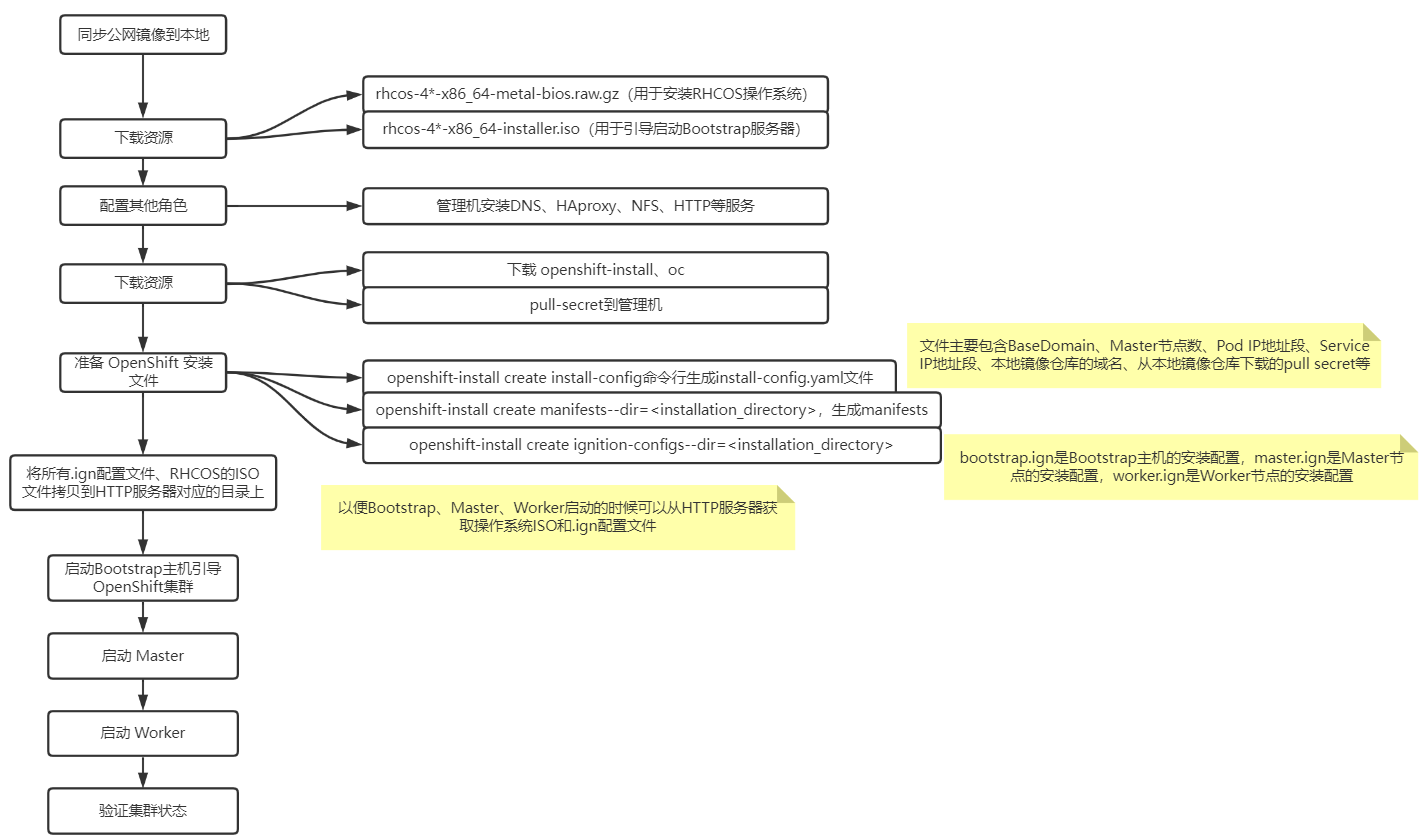 同步公网镜像到本地
rhcos-4*-x86_64-metal-bios.raw.gz（用于安装RHCOS操作系统）
下载资源
rhcos-4*-x86_64-installer.iso（用于引导启动Bootstrap服务器）
配置其他角色
管理机安装DNS、HAproxy、NFS、HTTP等服务
下载资源
下载 openshift-install、oc
pull-secret到管理机
准备 OpenShift 安装
文件
openshift-install create install-config命令行生成install-config.yaml文件
文件主要包含BaseDomain、Master节点数、Pod IP地址段、Service
IP地址段、本地镜像仓库的域名、从本地镜像仓库下载的pull secret等
openshift-install create manifests--dir=<installation_directory>，生成manifests
openshift-install create ignition-configs--dir=<installation_directory>
bootstrap.ign是Bootstrap主机的安装配置，master.ign是Master节
点的安装配置，worker.ign是Worker节点的安装配置
将所有.ign配置文件、RHCOS的ISO
文件拷贝到HTTP服务器对应的目录上
以便Bootstrap、Master、Worker启动的时候可以从HTTP服务器获
取操作系统ISO和.ign配置文件
启动Bootstrap主机引导
OpenShift集群
启动 Master
启动 Worker
验证集群状态